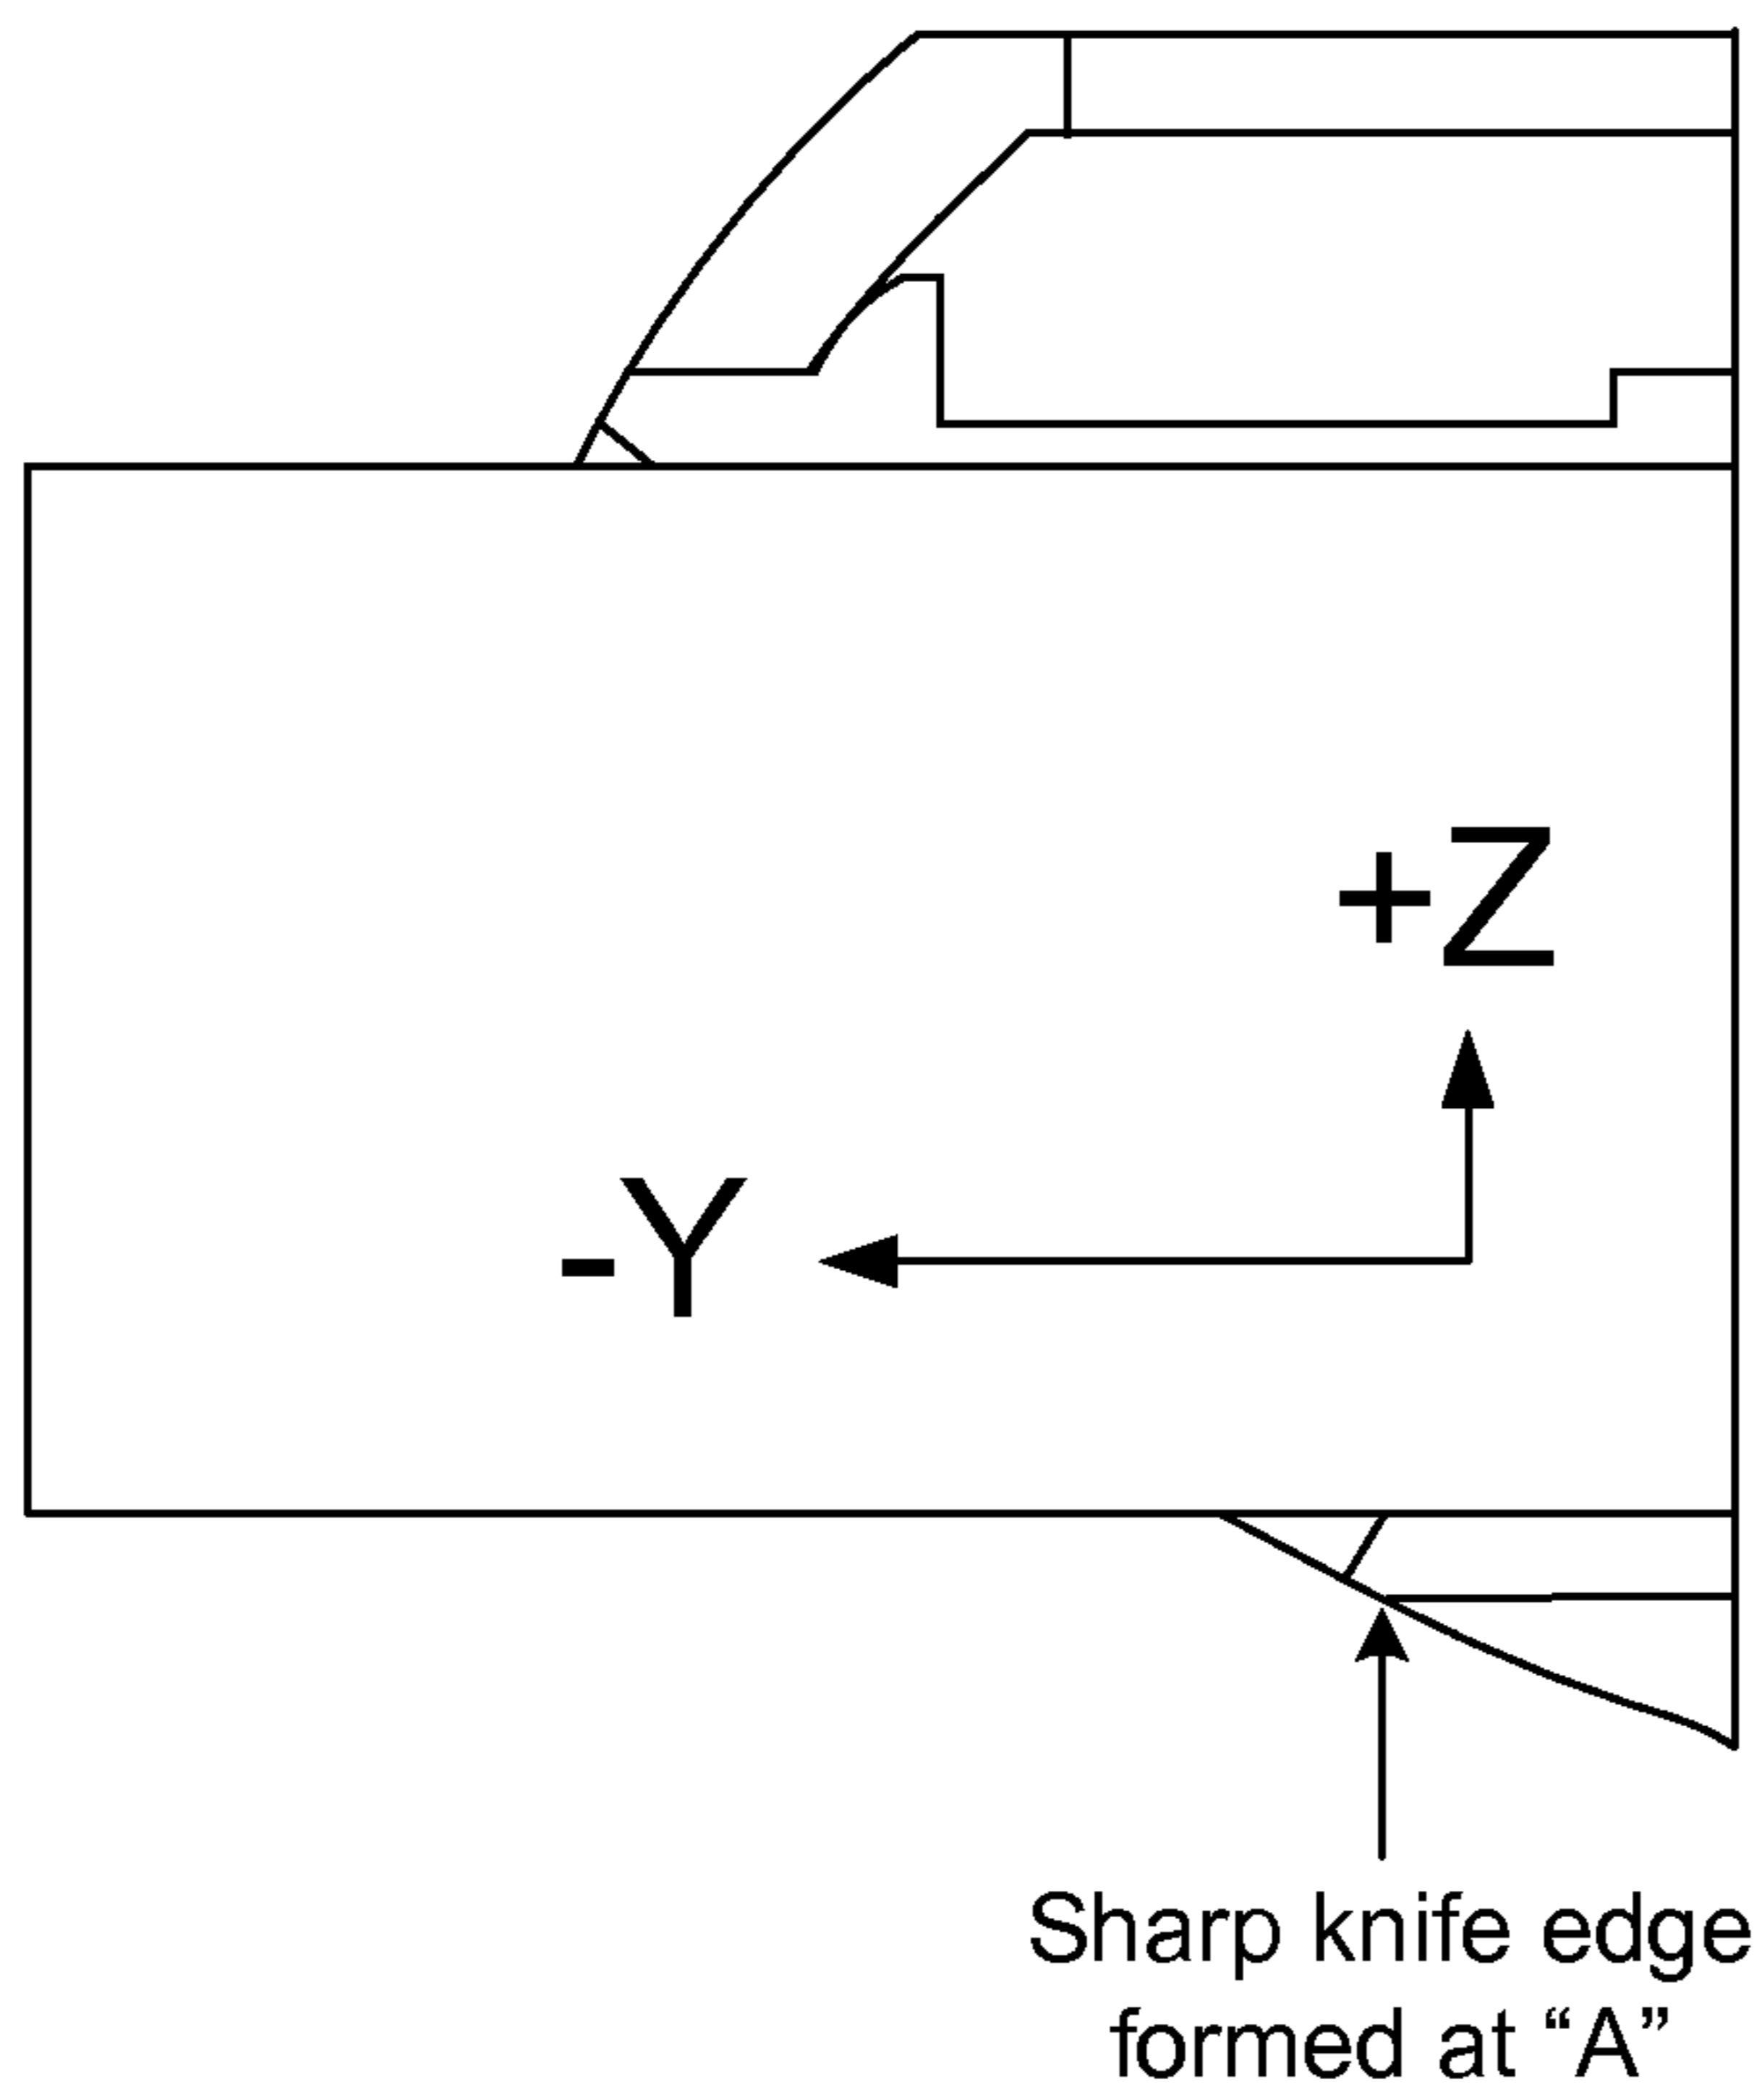 +Z
-Y
Sharp knife edge
formed at “A”